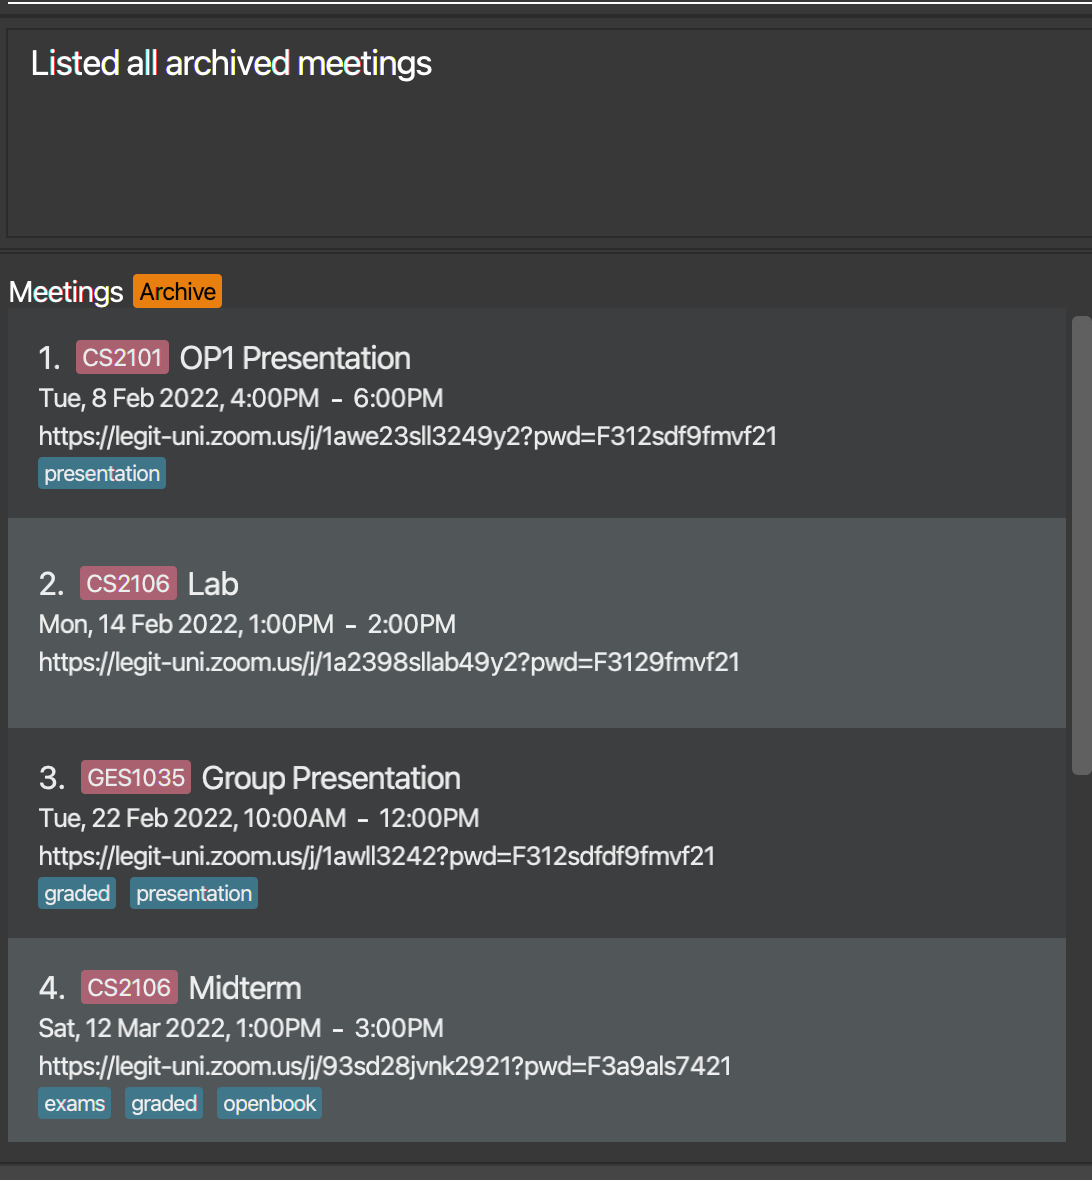 Listed all archived meetings
Meetings Archive
1. CS2101 OP1 Presentation
Tue, 8 Feb 2022, 4:00PM - 6:00PM
https://legit-uni.zoom.us/j/1awe23sll3249y2?pwd=F312sdf9fmvf21
presentation
2. CS2106 Lab
Mon, 14 Feb 2022, 1:00PM - 2:00PM
https://legit-uni.zoom.us/j/1a2398sllab49y2?pwd=F3129fmvf21
3. GES1035 Group Presentation
Tue, 22 Feb 2022, 10:00AM - 12:00PM
https://legit-uni.zoom.us/j/1awll3242?pwd=F312sdfdf9fmvf21
graded presentation
4. CS2106 Midterm
Sat, 12 Mar 2022, 1:00PM - 3:00PM
https://legit-uni.zoom.us/j/93sd28jvnk2921?pwd=F3a9als7421
exams graded openbook